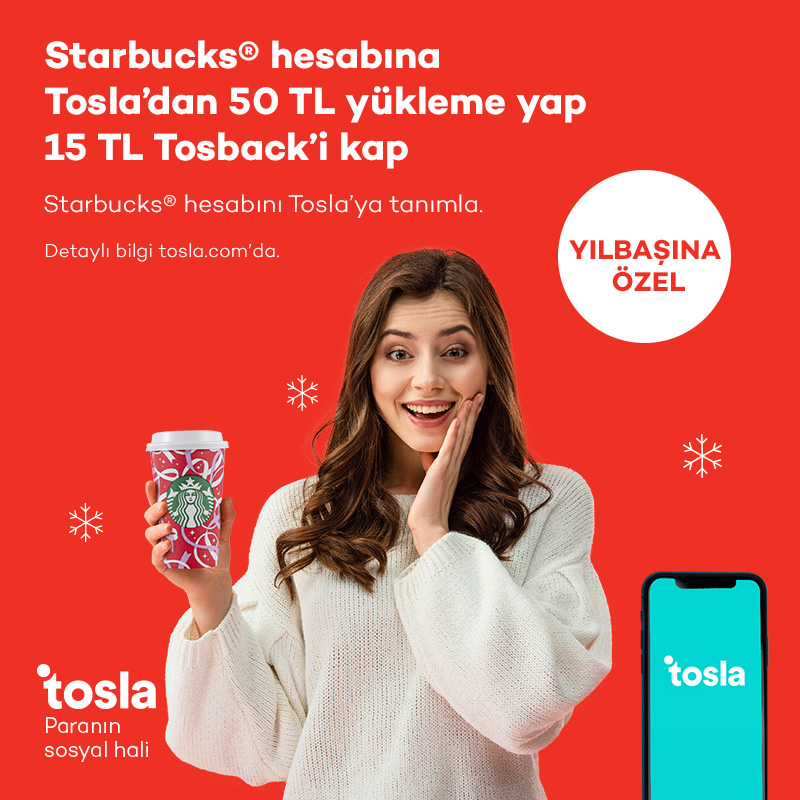 Starbucks® hesabına
Tosla’dan 50 TL yükleme yap
15 TL Tosback’i kap
Starbucks® hesabını Tosla’ya tanımla.
Detaylı bilgi tosla.com’da.
YILBAŞINA
ÖZEL
tosla
Paranın
sosyal hali
tosla